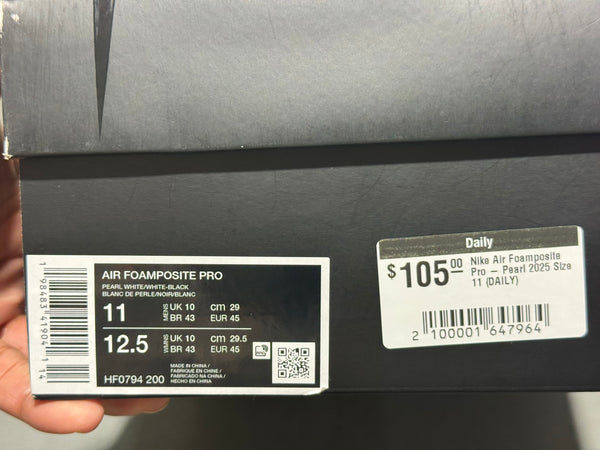 Daily
$105.00
Nike Air Foamposite
Pro – Pearl 2025 Size
11 (DAILY)
2 100001 647964
AIR FOAMPOSITE PRO
PEARL WHITE/WHITE-BLACK
BLANC DE PERLE/NOIR/BLANC
11 MENS UK 10 cm 29
BR 43 EUR 45
12.5 WMNS UK 10 cm 29.5
BR 43 EUR 45
MADE IN CHINA /
FABRIQUE EN CHINE /
FABRICADO NA CHINA /
HECHO EN CHINA
HF0794 200